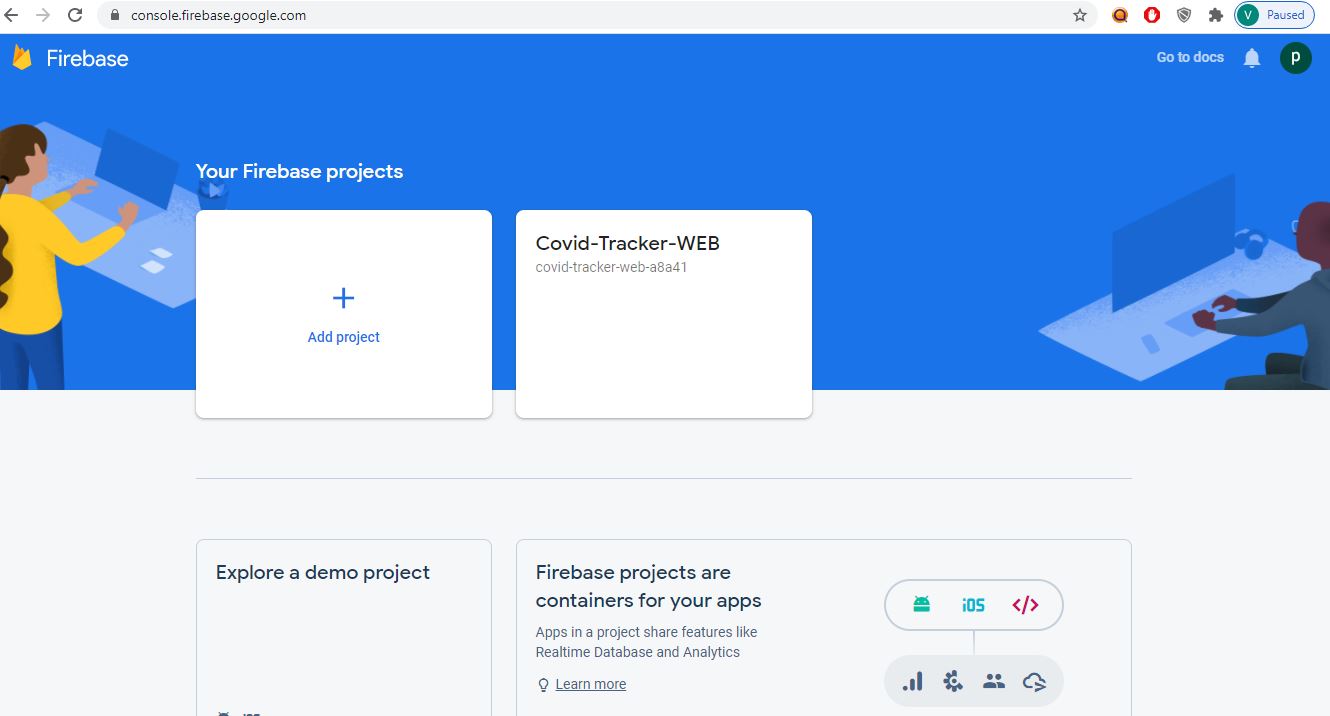 console.firebase.google.com
V Paused
Firebase
Go to docs
p
Your Firebase projects
Add project
Covid-Tracker-WEB
covid-tracker-web-a8a41
Explore a demo project
Firebase projects are
containers for your apps
Apps in a project share features like
Realtime Database and Analytics
Learn more
iOS </>